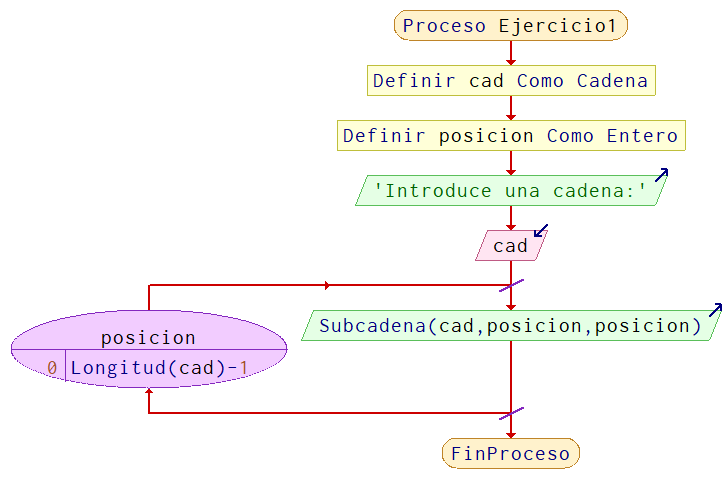 Proceso Ejercicio1
Definir cad Como Cadena
Definir posicion Como Entero
'Introduce una cadena:'
cad
Subcadena(cad,posicion,posicion)
posicion
0 Longitud(cad)-1
FinProceso